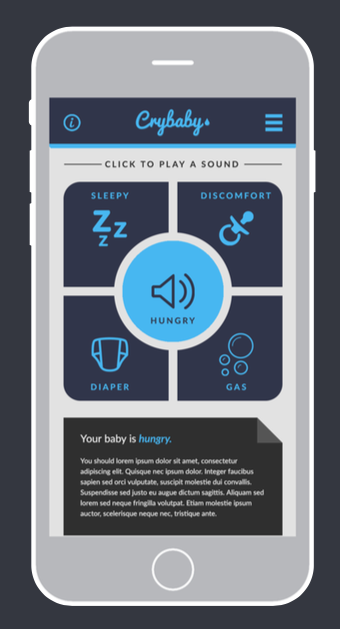 i
Crybaby
CLICK TO PLAY A SOUND
SLEEPY
DISCOMFORT
Z Z
Z
HUNGRY
DIAPER
GAS
Your baby is hungry.
You should lorem ipsum dolor sit amet, consectetur
adipiscing elit. Quisque nec ipsum dolor. Integer faucibus
sapien sed orci vulputate, suscipit molestie dui convallis.
Suspendisse sed justo eu augue dictum sagittis. Aliquam sed
lorem sed neque fringilla volutpat. Etiam molestie ipsum
auctor, scelerisque neque nec, tristique ante.